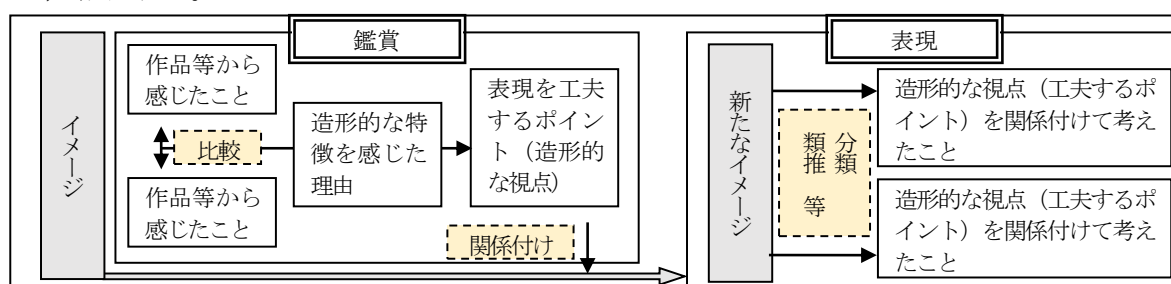 鑑賞
イメージ
作品等から
感じたこと
比較
作品等から
感じたこと
造形的な特
徴を感じた
理由
表現を工夫
するポイン
ト（造形的
な視点）
関係付け
表現
新たなイメージ
分類
類推 等
造形的な視点（工夫するポ
イント）を関係付けて考え
たこと
造形的な視点（工夫するポ
イント）を関係付けて考え
たこと